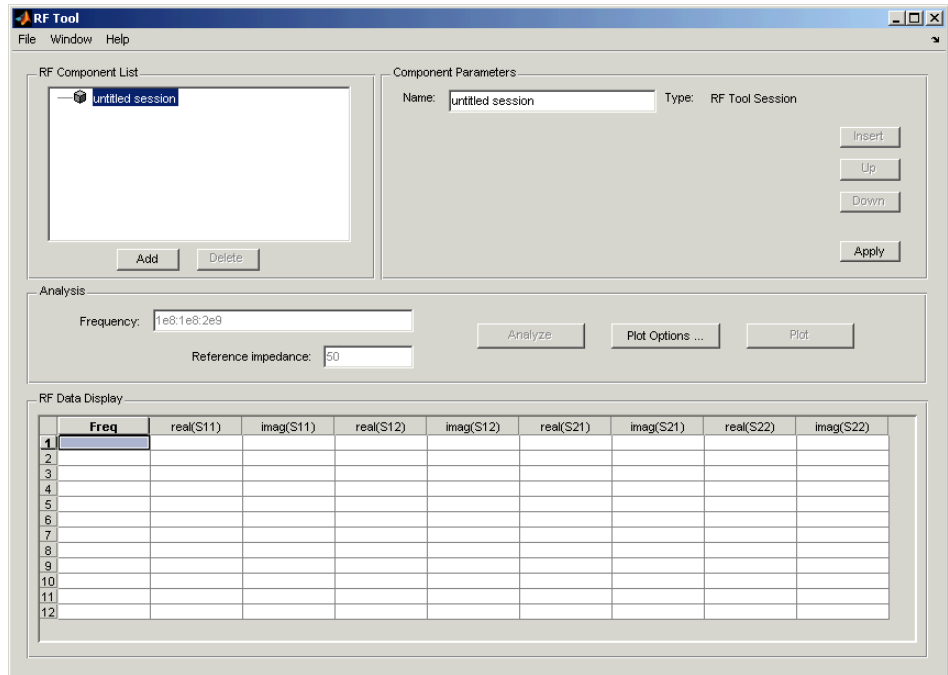 RF Tool
File Window Help
RF Component List
untitled session
Add Delete
Component Parameters
Name: untitled session Type: RF Tool Session
Insert
Up
Down
Apply
Analysis
Frequency: 1e8:1e8:2e9
Reference impedance: 50
Analyze Plot Options ... Plot
RF Data Display
Freq real(S11) imag(S11) real(S12) imag(S12) real(S21) imag(S21) real(S22) imag(S22)
1
2
3
4
5
6
7
8
9
10
11
12